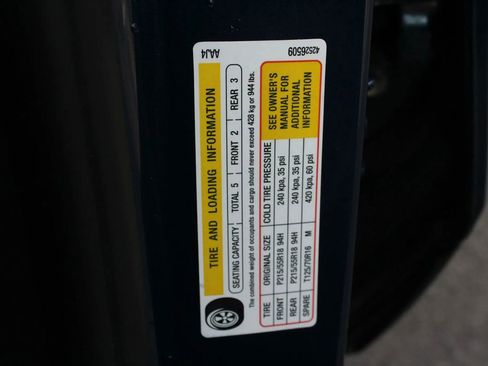 AAJ4
42526509
TIRE AND LOADING INFORMATION
SEATING CAPACITY TOTAL 5 FRONT 2 REAR 3
The combined weight of occupants and cargo should never exceed 428 kg or 944 lbs.
TIRE ORIGINAL SIZE COLD TIRE PRESSURE
FRONT P215/55R18 94H 240 kpa, 35 psi
REAR P215/55R18 94H 240 kpa, 35 psi
SPARE T125/70R16 M 420 kpa, 60 psi
SEE OWNER'S
MANUAL FOR
ADDITIONAL
INFORMATION